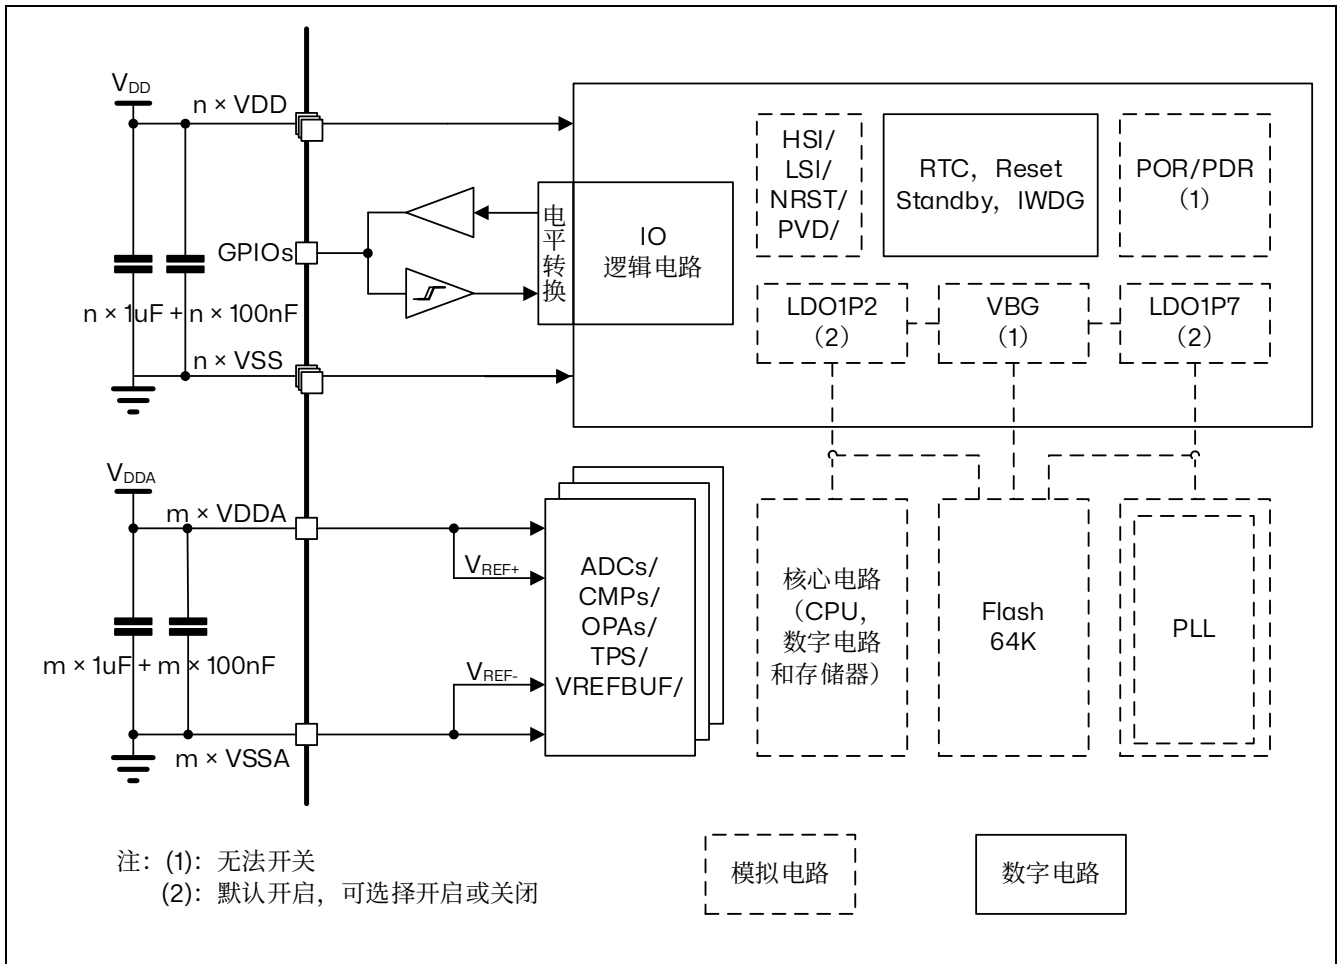 VDD
n × VDD
GPIOs
n × 1uF + n × 100nF
n × VSS
电平转换
IO
逻辑电路
HSI/
LSI/
NRST/
PVD/
RTC，Reset
Standby，IWDG
POR/PDR
（1）
LDO1P2
（2）
VBG
（1）
LDO1P7
（2）
VDDA
m × VDDA
VREF+
m × 1uF + m × 100nF
VREF-
m × VSSA
ADCs/
CMPs/
OPAs/
TPS/
VREFBUF/
核心电路
（CPU，
数字电路
和存储器）
Flash
64K
PLL
注：(1)：无法开关
(2)：默认开启，可选择开启或关闭
模拟电路
数字电路